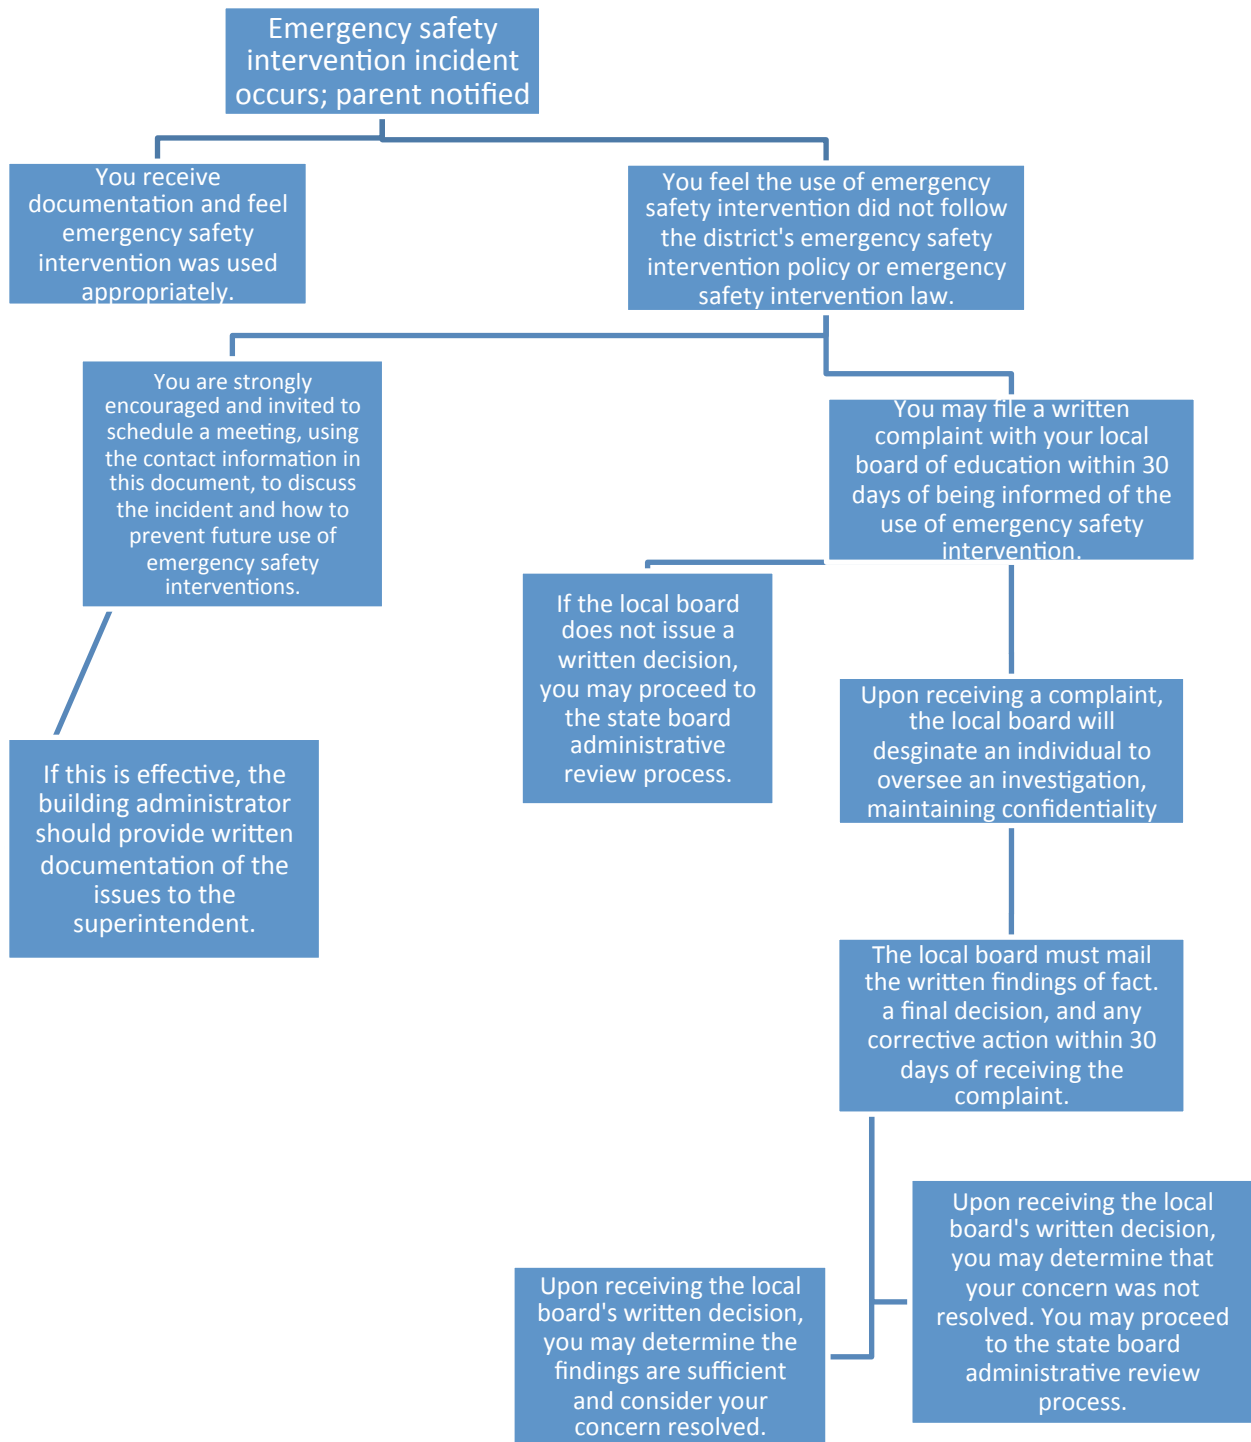 Emergency safety
intervention incident
occurs; parent notified
You receive
documentation and feel
emergency safety
intervention was used
appropriately.
You feel the use of emergency
safety intervention did not follow
the district's emergency safety
intervention policy or emergency
safety intervention law.
You are strongly
encouraged and invited to
schedule a meeting, using
the contact information in
this document, to discuss
the incident and how to
prevent future use of
emergency safety
interventions.
You may file a written
complaint with your local
board of education within 30
days of being informed of the
use of emergency safety
intervention.
If the local board
does not issue a
written decision,
you may proceed to
the state board
administrative
review process.
Upon receiving a complaint,
the local board will
desginate an individual to
oversee an investigation,
maintaining confidentiality
If this is effective, the
building administrator
should provide written
documentation of the
issues to the
superintendent.
The local board must mail
the written findings of fact.
a final decision, and any
corrective action within 30
days of receiving the
complaint.
Upon receiving the local
board's written decision,
you may determine that
your concern was not
resolved. You may proceed
to the state board
administrative review
process.
Upon receiving the local
board's written decision,
you may determine the
findings are sufficient
and consider your
concern resolved.